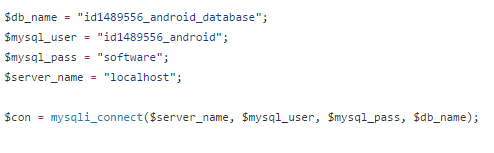 $db_name = "id1489556_android_database";
$mysql_user = "id1489556_android";
$mysql_pass = "software";
$server_name = "localhost";
$con = mysqli_connect($server_name, $mysql_user, $mysql_pass, $db_name);